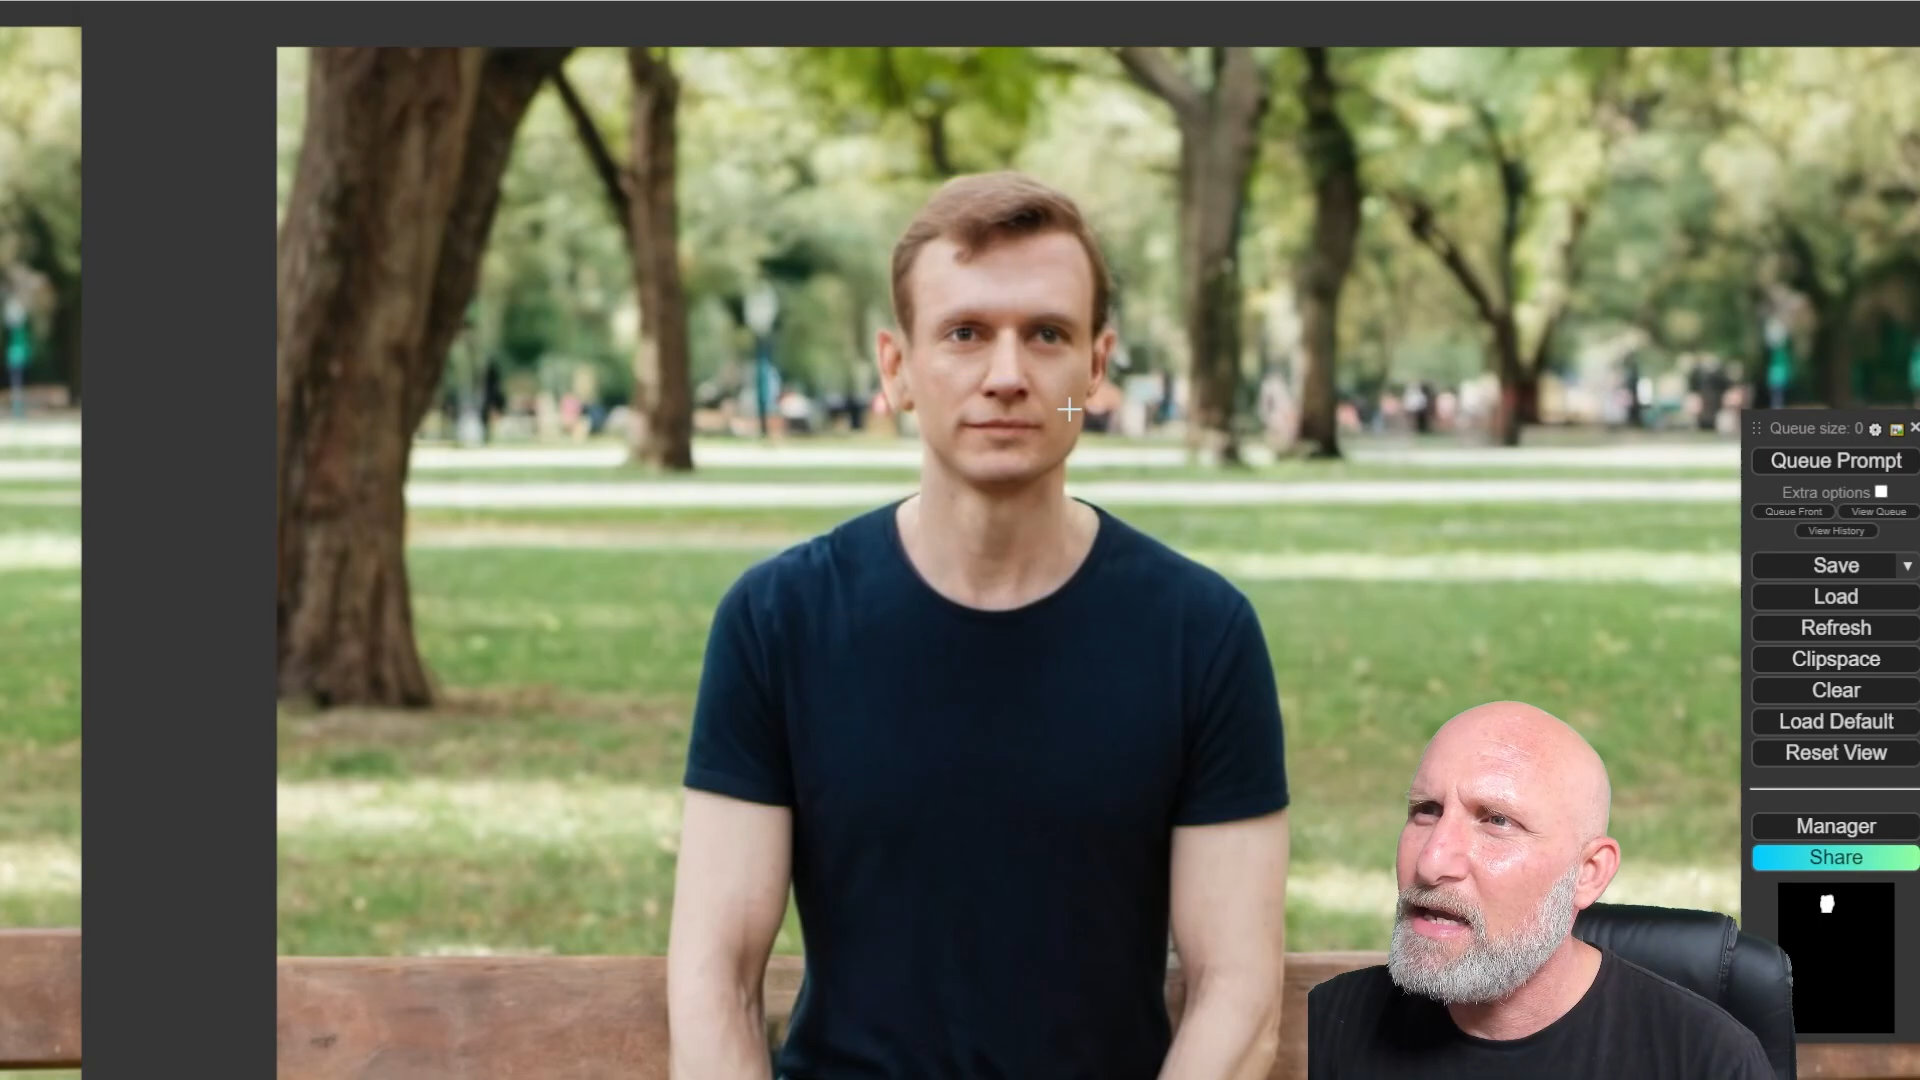 Queue size: 0
Queue Prompt
Extra options
Queue Front View Queue
View History
Save ▼
Load
Refresh
Clipspace
Clear
Load Default
Reset View
Manager
Share